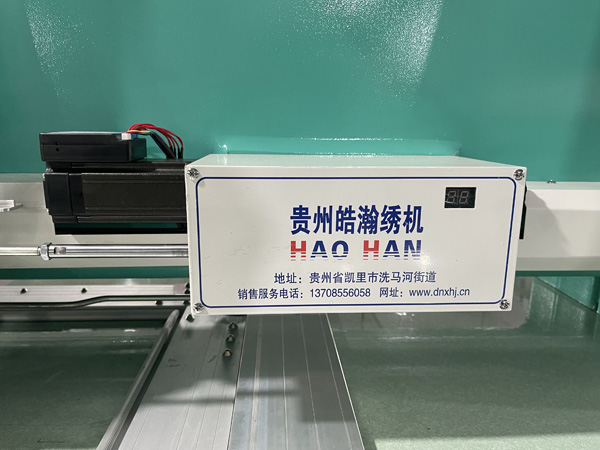 贵州皓瀚绣机
HAO HAN
地址：贵州省凯里市洗马河街道
销售服务电话：13708556058 网址：www.dnxhj.cn